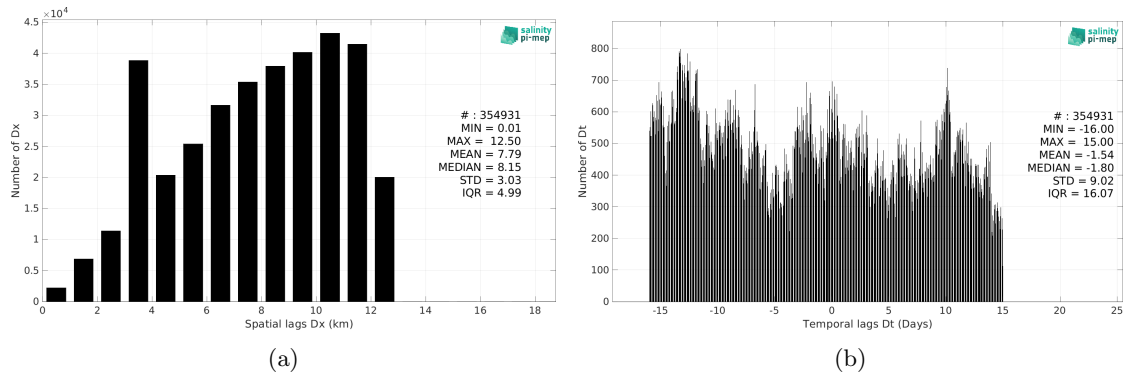 ×10⁴
4.5
4
3.5
3
2.5
2
1.5
1
0.5
0
Number of Dx
0 2 4 6 8 10 12 14 16 18
Spatial lags Dx (km)
salinity
pi-mep
# : 354931
MIN = 0.01
MAX = 12.50
MEAN = 7.79
MEDIAN = 8.15
STD = 3.03
IQR = 4.99
(a)
800
700
600
500
400
300
200
100
0
Number of Dt
-15 -10 -5 0 5 10 15 20 25
Temporal lags Dt (Days)
salinity
pi-mep
# : 354931
MIN = -16.00
MAX = 15.00
MEAN = -1.54
MEDIAN = -1.80
STD = 9.02
IQR = 16.07
(b)